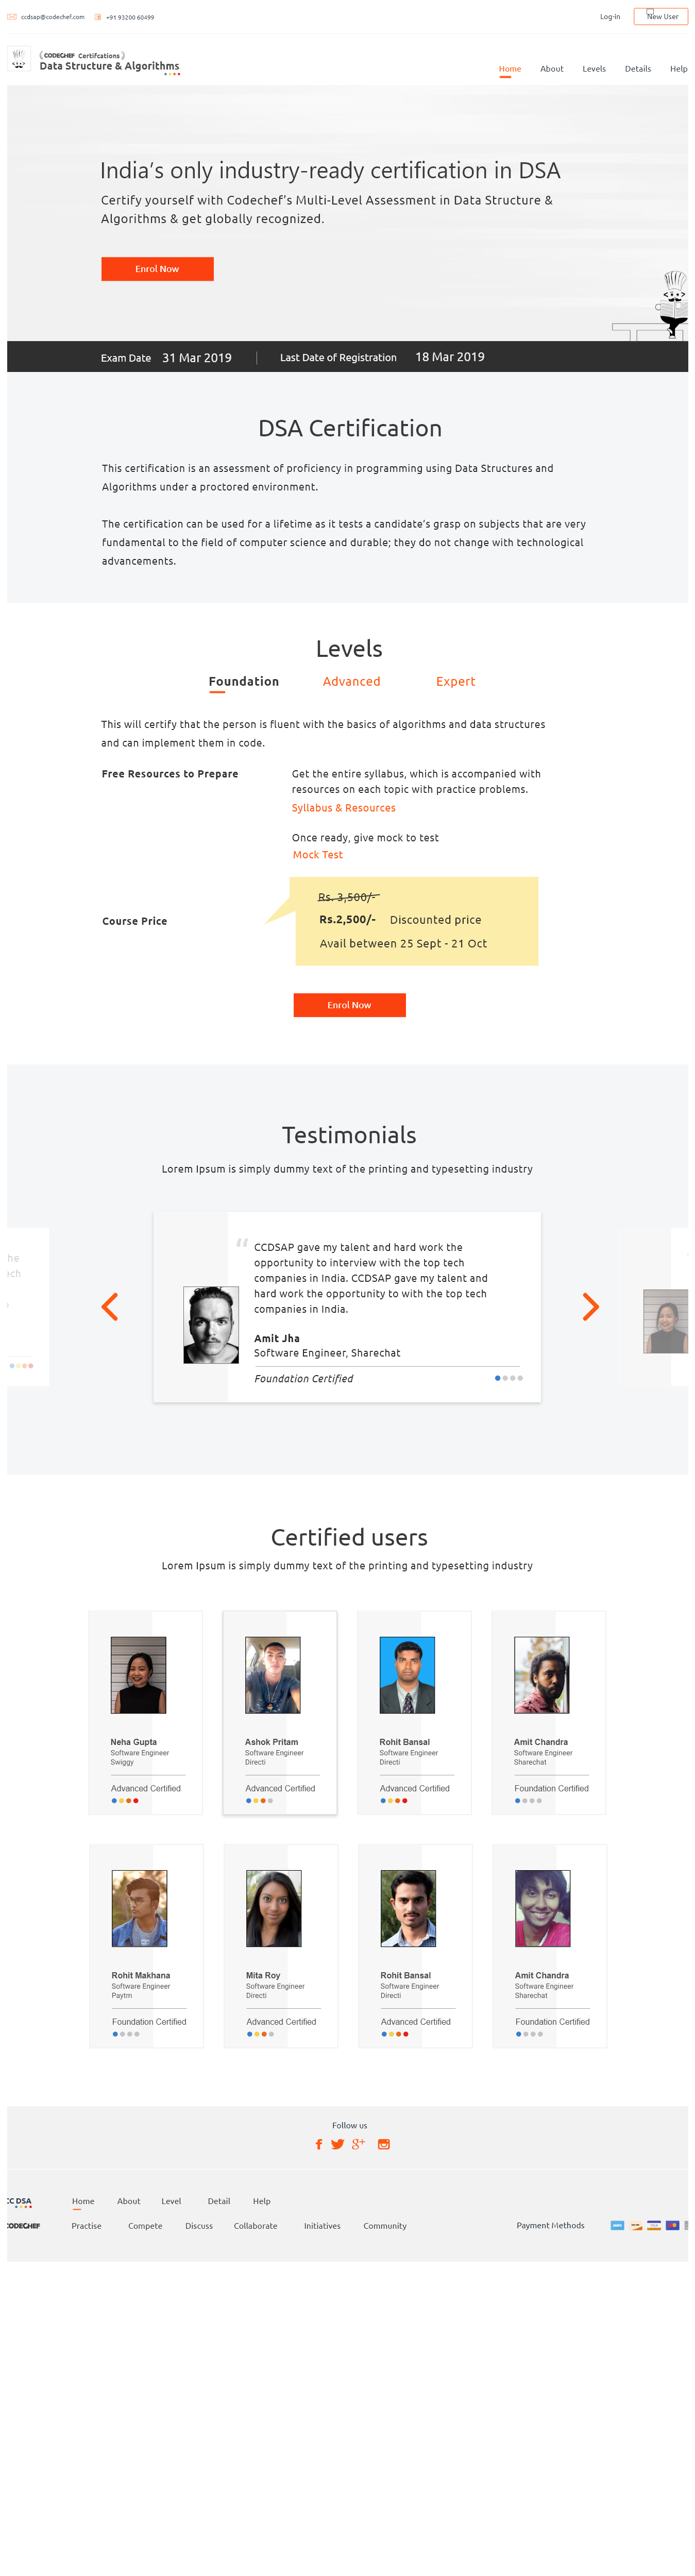 ccdsap@codechef.com +91 93200 60499 Log-in New User
CODECHEF Certifcations
Data Structure & Algorithms
Home About Levels Details Help
India's only industry-ready certification in DSA
Certify yourself with Codechef's Multi-Level Assessment in Data Structure &
Algorithms & get globally recognized.
Enrol Now
Exam Date 31 Mar 2019 Last Date of Registration 18 Mar 2019
DSA Certification
This certification is an assessment of proficiency in programming using Data Structures and
Algorithms under a proctored environment.
The certification can be used for a lifetime as it tests a candidate's grasp on subjects that are very
fundamental to the field of computer science and durable; they do not change with technological
advancements.
Levels
Foundation Advanced Expert
This will certify that the person is fluent with the basics of algorithms and data structures
and can implement them in code.
Free Resources to Prepare
Get the entire syllabus, which is accompanied with
resources on each topic with practice problems.
Syllabus & Resources
Once ready, give mock to test
Mock Test
Course Price
Rs. 3,500/-
Rs.2,500/- Discounted price
Avail between 25 Sept - 21 Oct
Enrol Now
Testimonials
Lorem Ipsum is simply dummy text of the printing and typesetting industry
he
ech
“ CCDSAP gave my talent and hard work the
opportunity to interview with the top tech
companies in India. CCDSAP gave my talent and
hard work the opportunity to with the top tech
companies in India.
Amit Jha
Software Engineer, Sharechat
Foundation Certified
Certified users
Lorem Ipsum is simply dummy text of the printing and typesetting industry
Neha Gupta
Software Engineer
Swiggy
Advanced Certified
Ashok Pritam
Software Engineer
Directi
Advanced Certified
Rohit Bansal
Software Engineer
Directi
Advanced Certified
Amit Chandra
Software Engineer
Sharechat
Foundation Certified
Rohit Makhana
Software Engineer
Paytm
Foundation Certified
Mita Roy
Software Engineer
Directi
Advanced Certified
Rohit Bansal
Software Engineer
Directi
Advanced Certified
Amit Chandra
Software Engineer
Sharechat
Foundation Certified
Follow us
CC DSA Home About Level Detail Help
CODECHEF Practise Compete Discuss Collaborate Initiatives Community Payment Methods